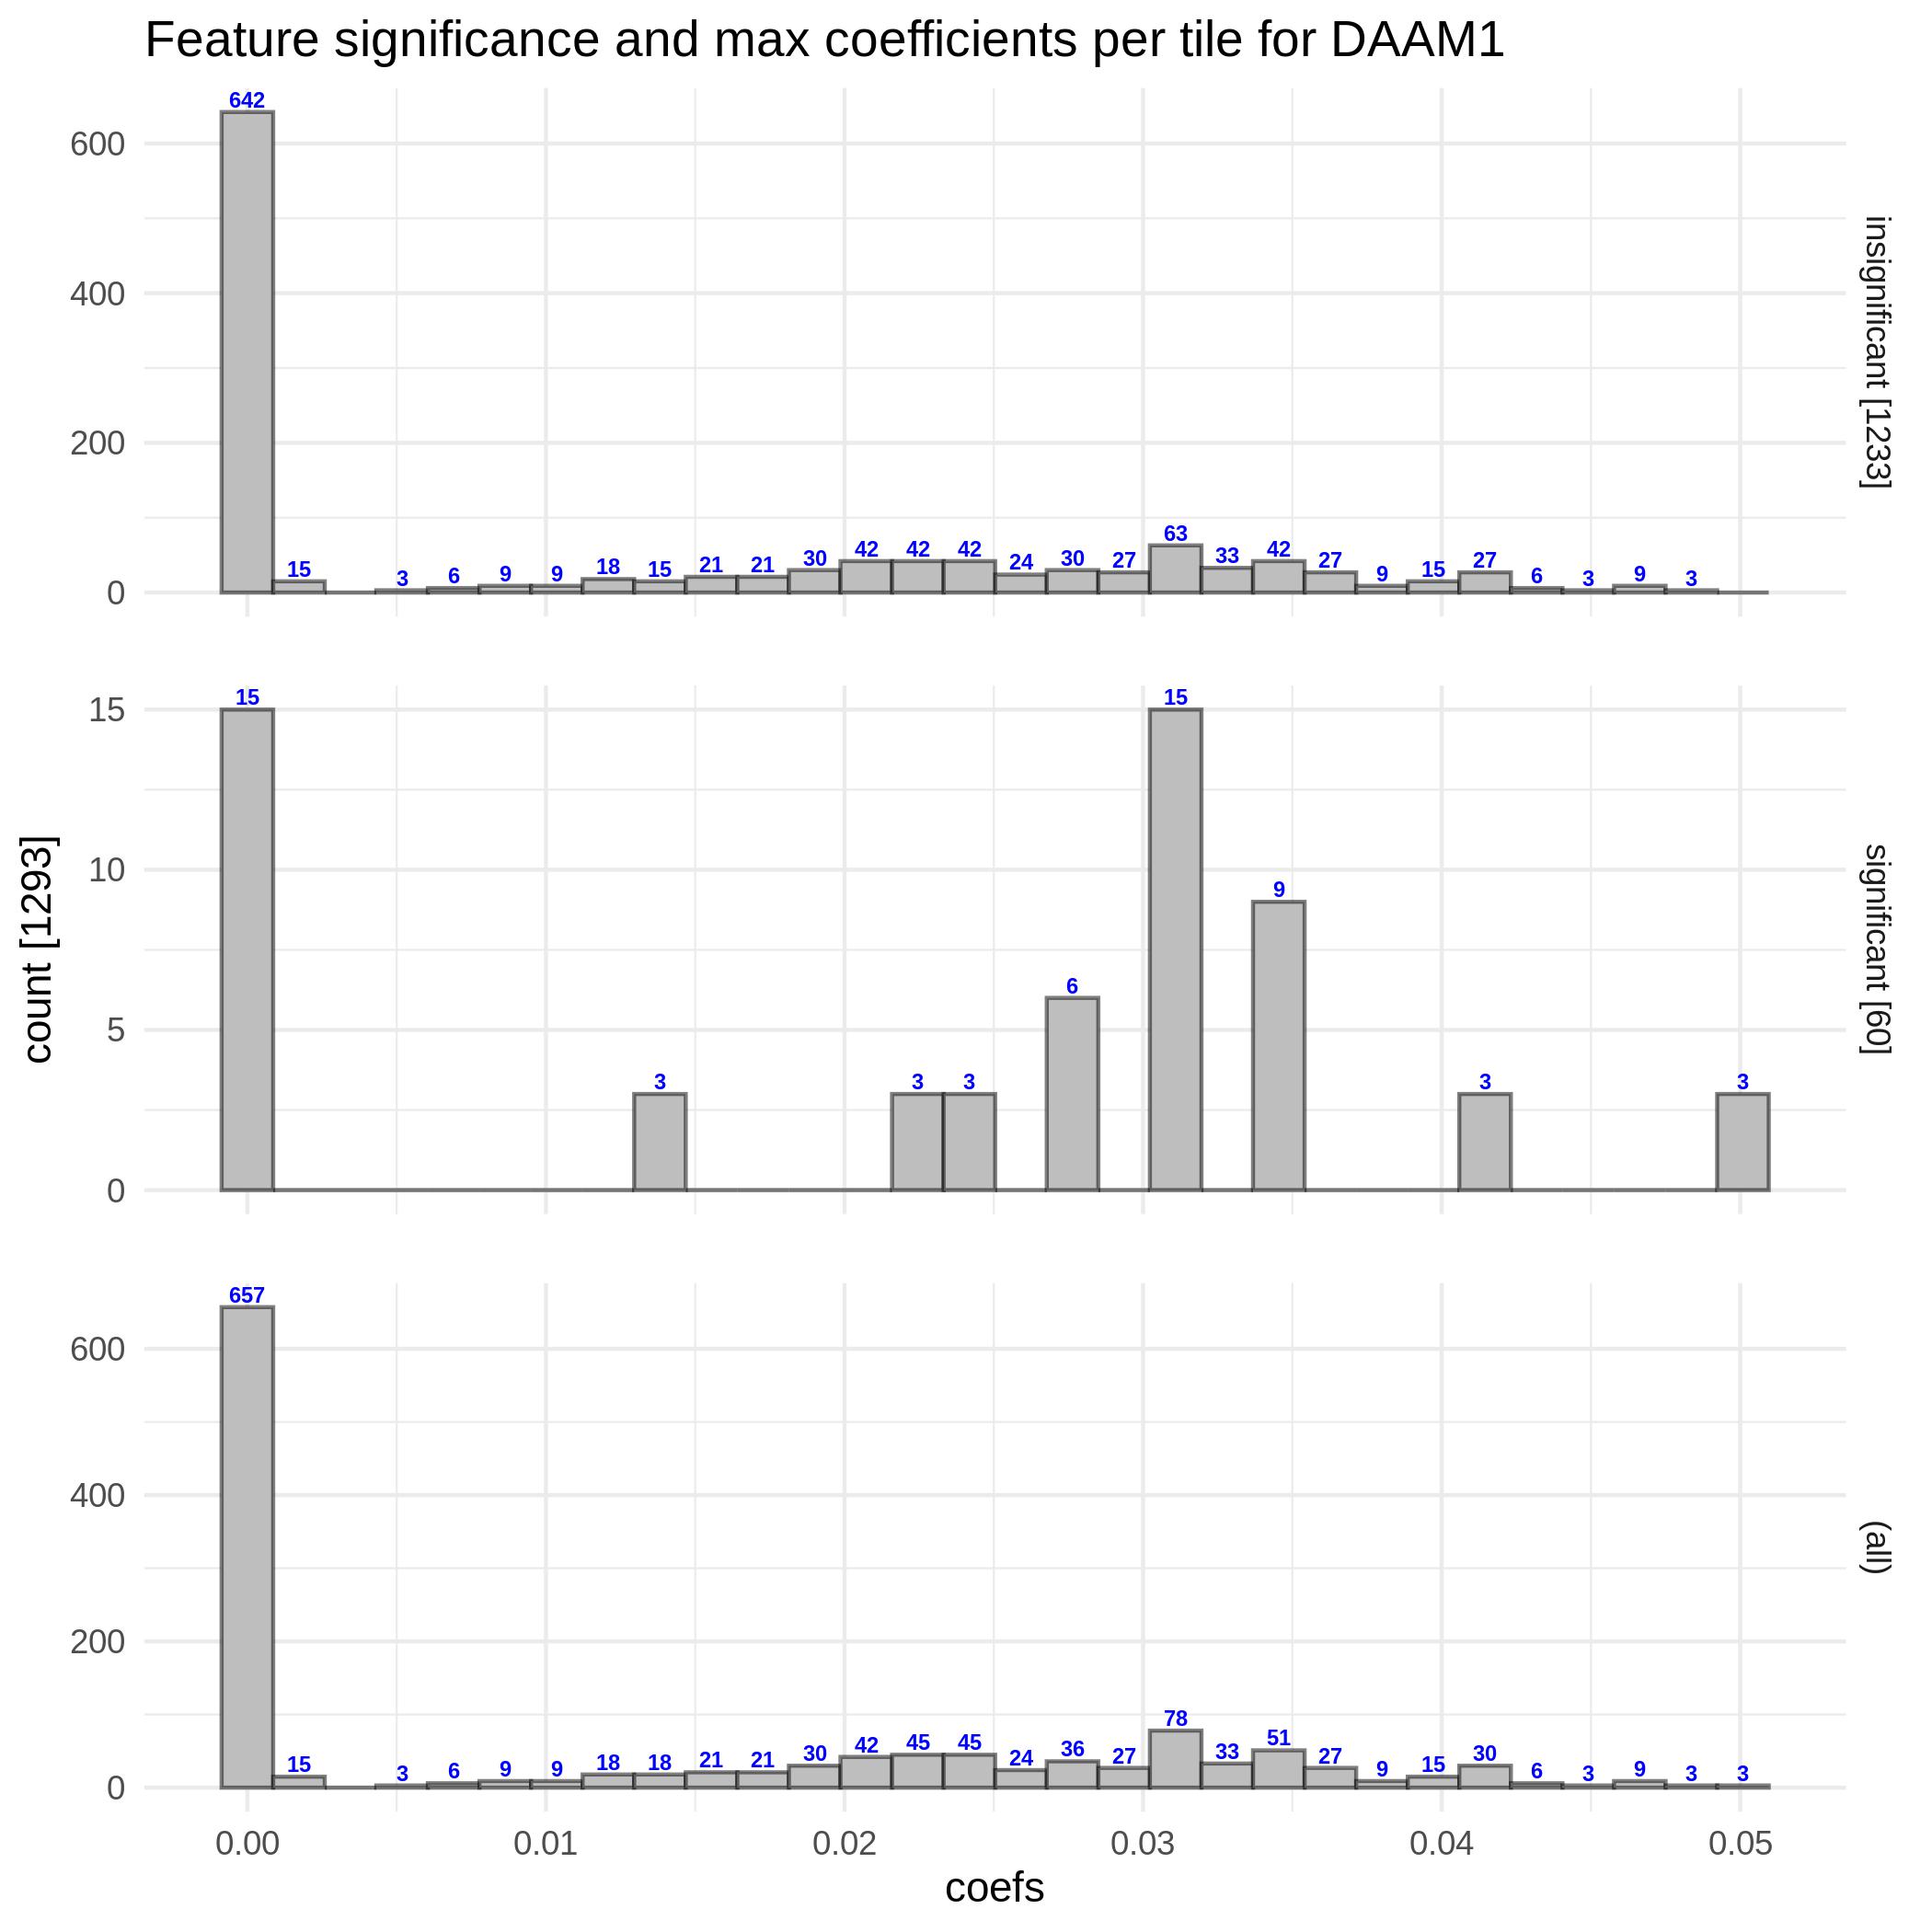 Feature significance and max coefficients per tile for DAAM1
642
600
400
200
0
15 3 6 9 9 18 15 21 21 30 42 42 42 24 30 27 63 33 42 27 9 15 27 6 3 9 3
insignificant [1233]
count [1293]
15
10
5
0
15 3 3 3 6 15 9 3 3
significant [60]
657
600
400
200
0
15 3 6 9 9 18 18 21 21 30 42 45 45 24 36 27 78 33 51 27 9 15 30 6 3 9 3 3
(all)
0.00 0.01 0.02 0.03 0.04 0.05
coefs